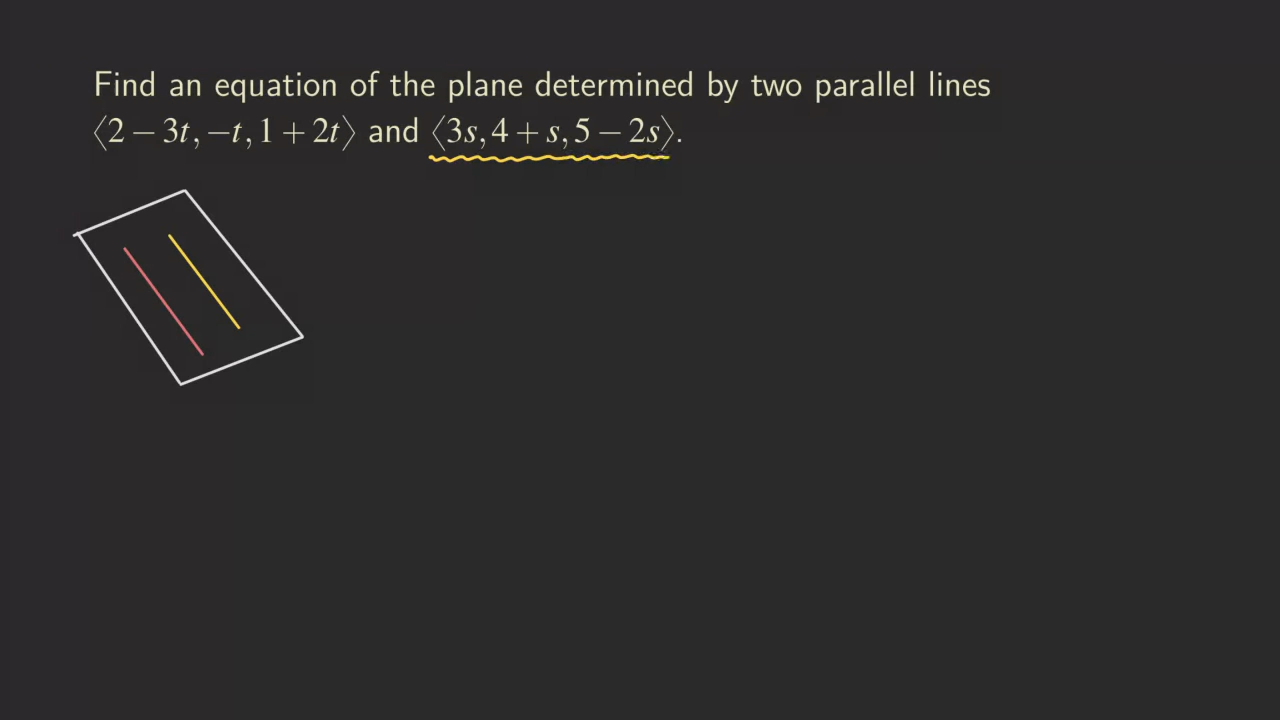 Find an equation of the plane determined by two parallel lines
⟨2 − 3t, −t, 1 + 2t⟩ and ⟨3s, 4 + s, 5 − 2s⟩.